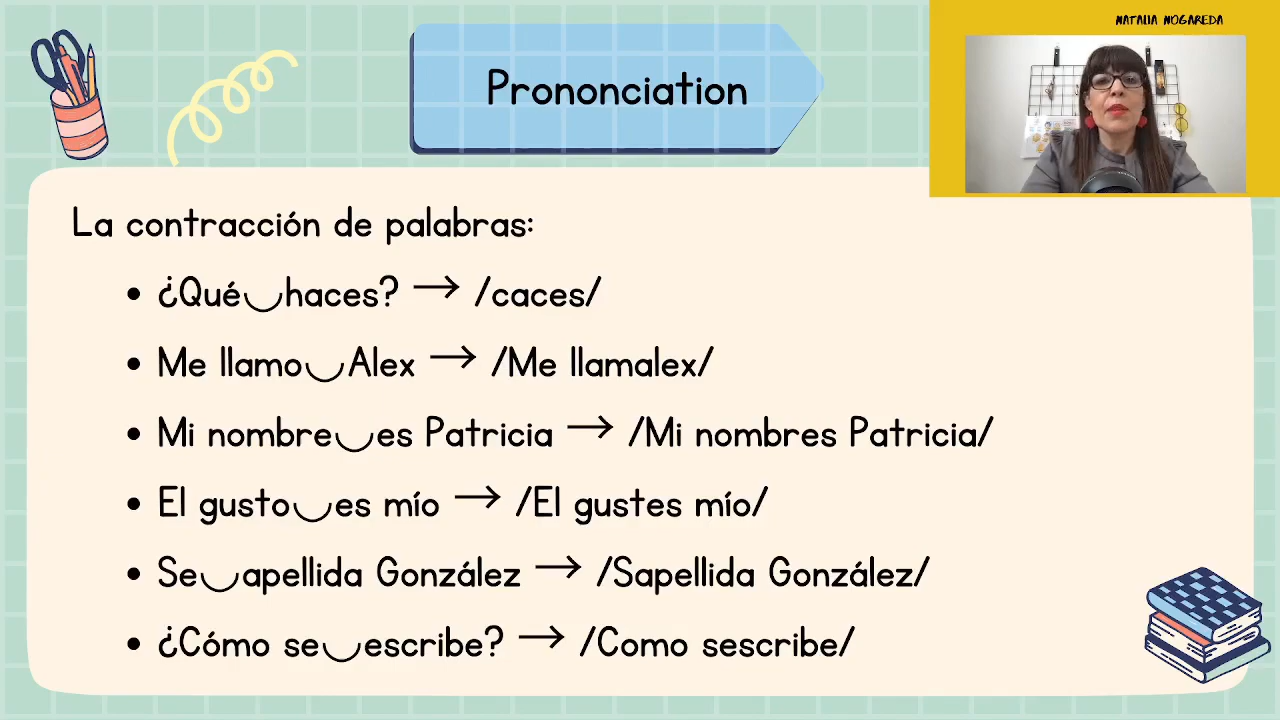 NATALIA NOGAREDA
Prononciation
La contracción de palabras:
• ¿Qué‿haces? → /caces/
• Me llamo‿Alex → /Me llamalex/
• Mi nombre‿es Patricia → /Mi nombres Patricia/
• El gusto‿es mío → /El gustes mío/
• Se‿apellida González → /Sapellida González/
• ¿Cómo se‿escribe? → /Como sescribe/